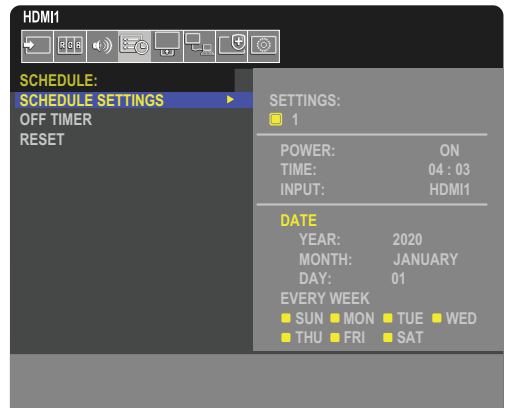 HDMI1
R G B
SCHEDULE:
SCHEDULE SETTINGS
OFF TIMER
RESET
SETTINGS:
1
POWER: ON
TIME: 04 : 03
INPUT: HDMI1
DATE
YEAR: 2020
MONTH: JANUARY
DAY: 01
EVERY WEEK
SUN MON TUE WED
THU FRI SAT